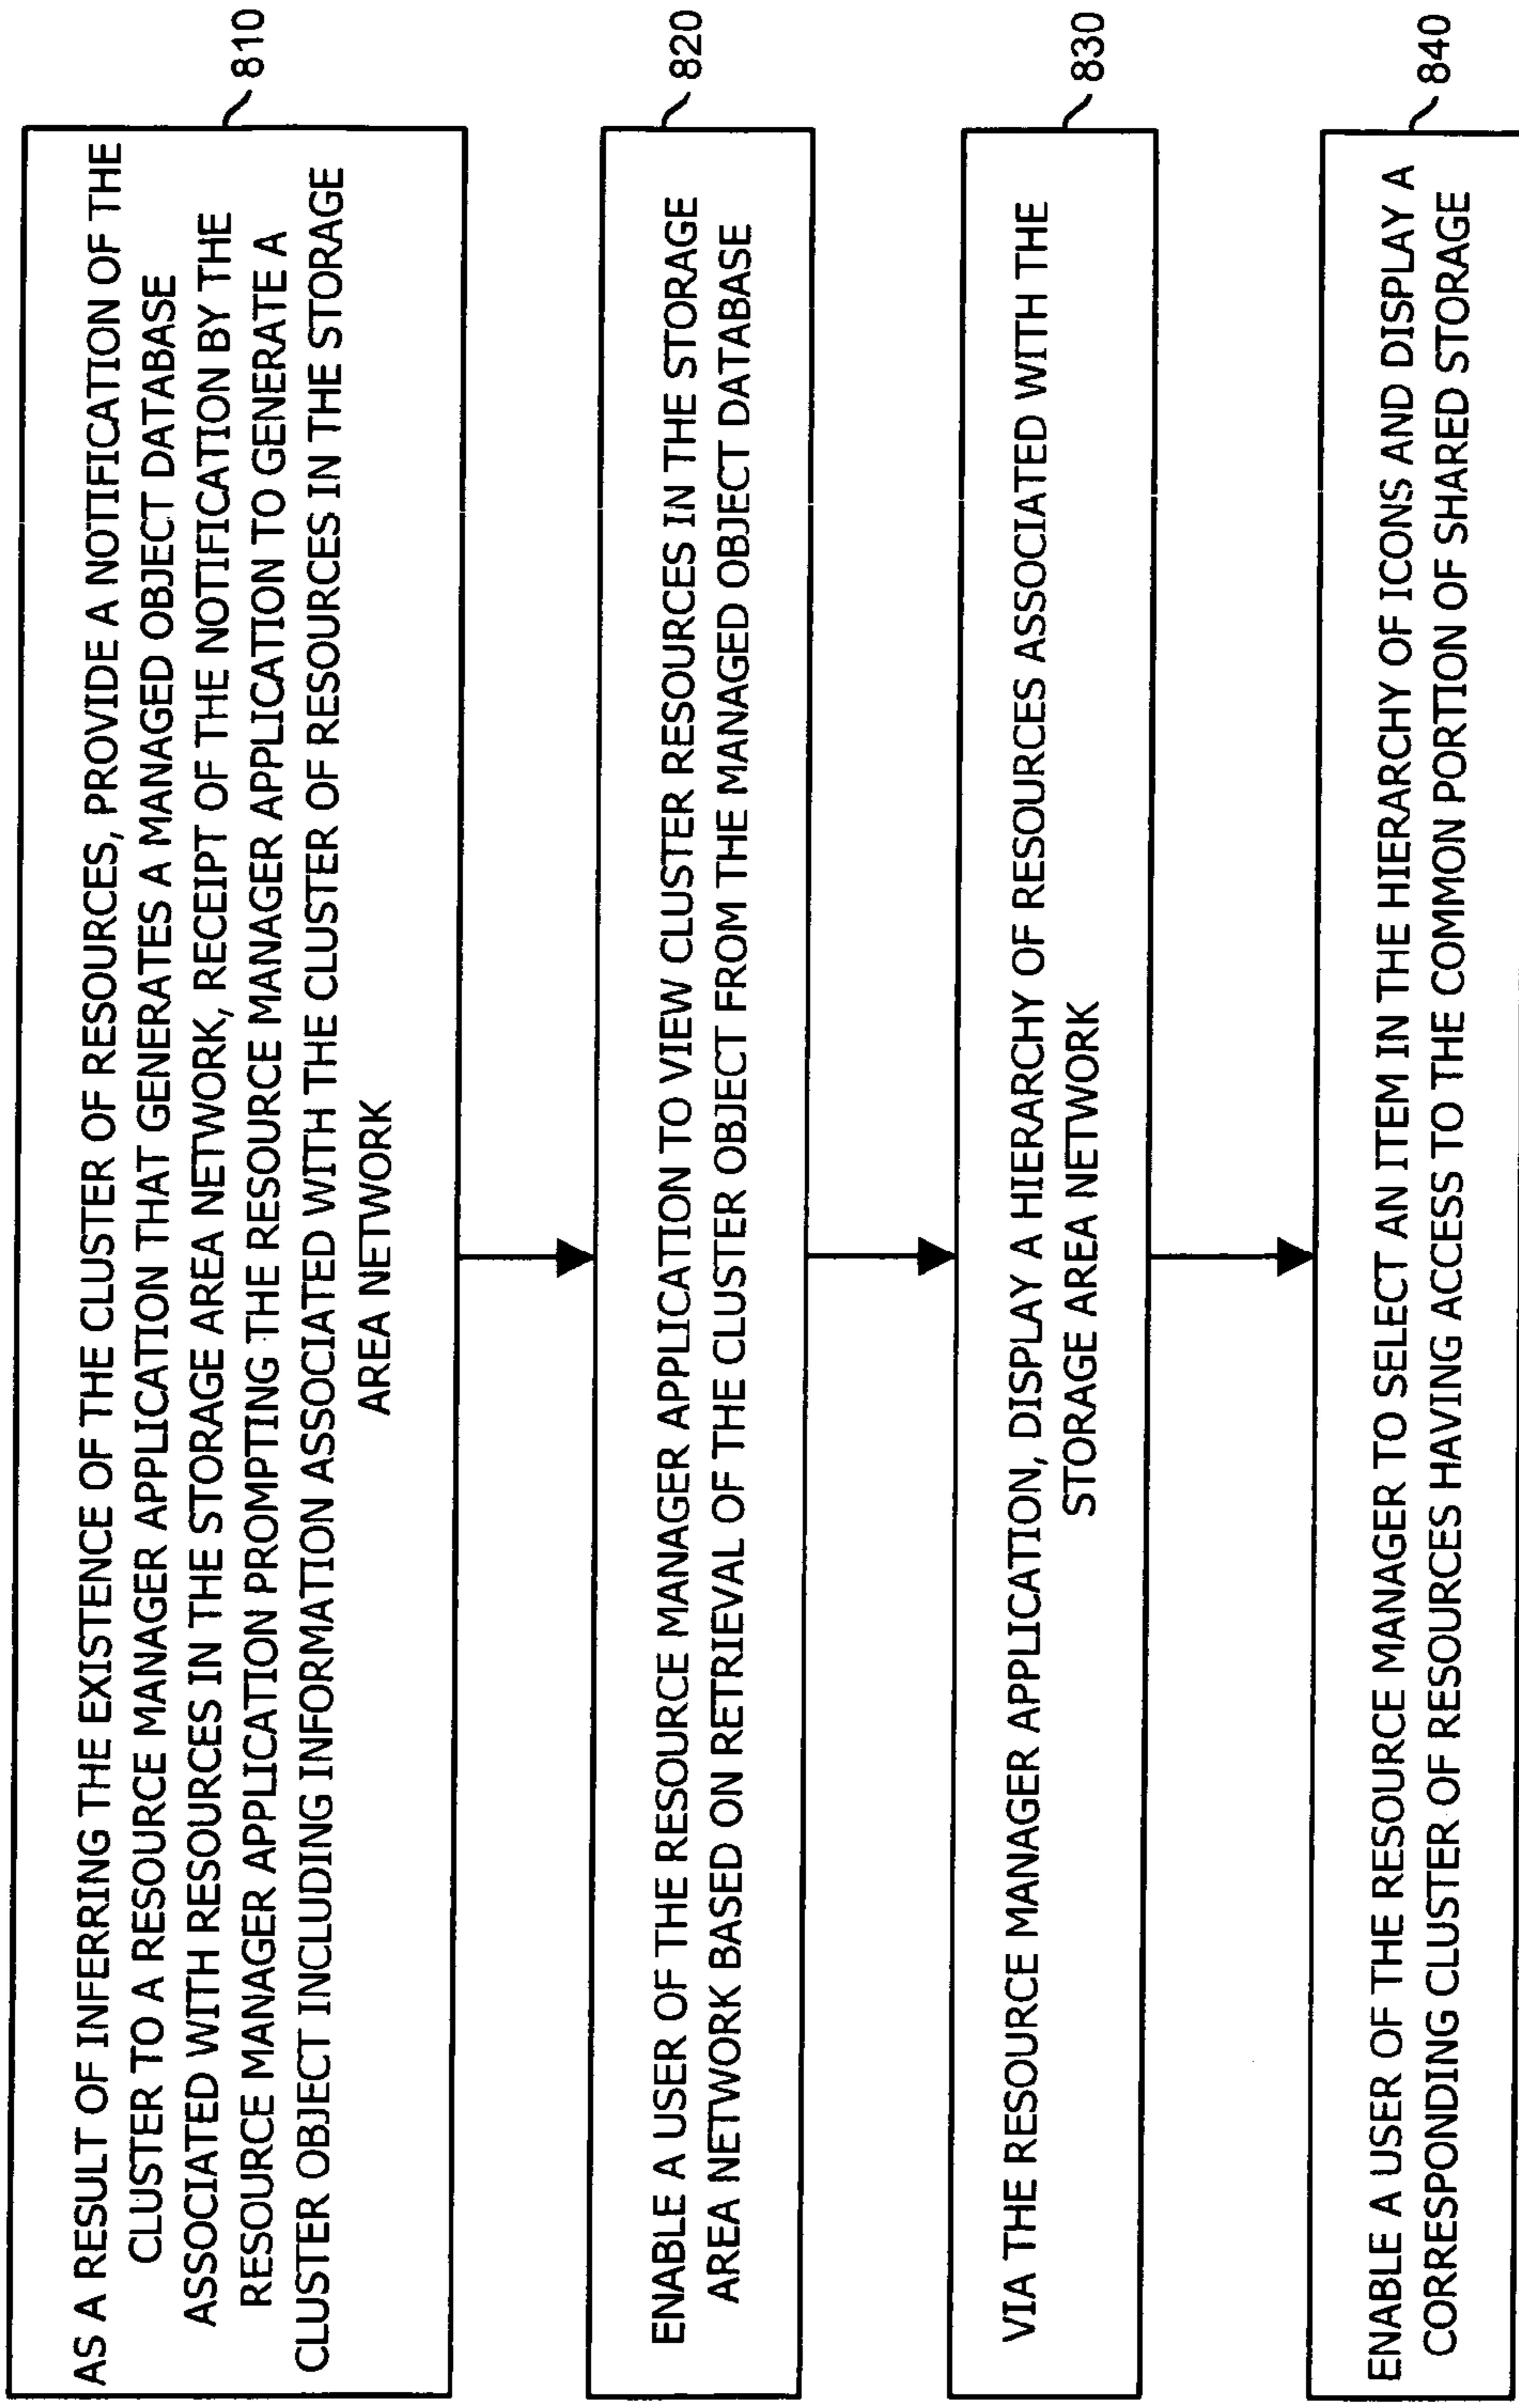 AS A RESULT OF INFERRING THE EXISTENCE OF THE CLUSTER OF RESOURCES, PROVIDE A NOTIFICATION OF THE
CLUSTER TO A RESOURCE MANAGER APPLICATION THAT GENERATES A MANAGED OBJECT DATABASE
ASSOCIATED WITH RESOURCES IN THE STORAGE AREA NETWORK, RECEIPT OF THE NOTIFICATION BY THE
RESOURCE MANAGER APPLICATION PROMPTING THE RESOURCE MANAGER APPLICATION TO GENERATE A
CLUSTER OBJECT INCLUDING INFORMATION ASSOCIATED WITH THE CLUSTER OF RESOURCES IN THE STORAGE
AREA NETWORK
810
ENABLE A USER OF THE RESOURCE MANAGER APPLICATION TO VIEW CLUSTER RESOURCES IN THE STORAGE
AREA NETWORK BASED ON RETRIEVAL OF THE CLUSTER OBJECT FROM THE MANAGED OBJECT DATABASE
820
VIA THE RESOURCE MANAGER APPLICATION, DISPLAY A HIERARCHY OF RESOURCES ASSOCIATED WITH THE
STORAGE AREA NETWORK
830
ENABLE A USER OF THE RESOURCE MANAGER TO SELECT AN ITEM IN THE HIERARCHY OF ICONS AND DISPLAY A
CORRESPONDING CLUSTER OF RESOURCES HAVING ACCESS TO THE COMMON PORTION OF SHARED STORAGE
840